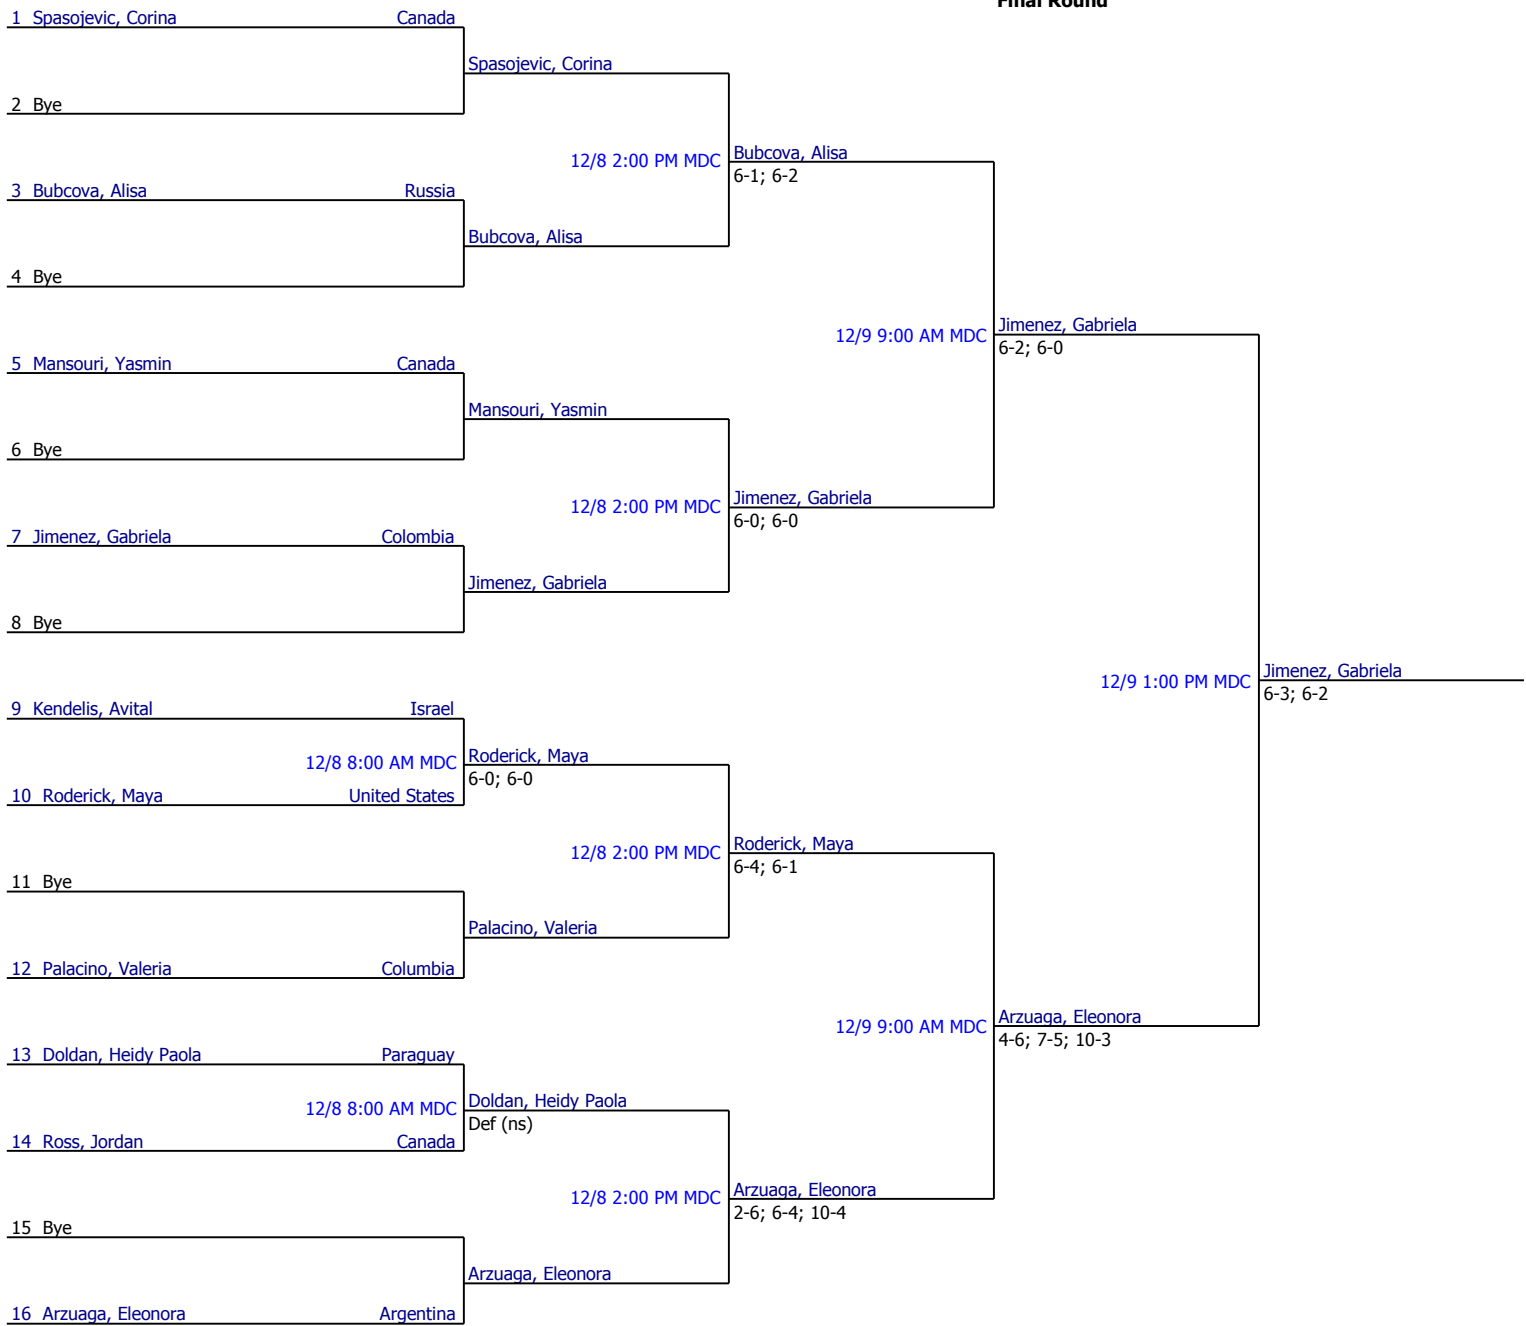 Final Round
1 Spasojevic, Corina Canada
Spasojevic, Corina
2 Bye
12/8 2:00 PM MDC Bubcova, Alisa
6-1; 6-2
3 Bubcova, Alisa Russia
Bubcova, Alisa
4 Bye
12/9 9:00 AM MDC Jimenez, Gabriela
6-2; 6-0
5 Mansouri, Yasmin Canada
Mansouri, Yasmin
6 Bye
12/8 2:00 PM MDC Jimenez, Gabriela
6-0; 6-0
7 Jimenez, Gabriela Colombia
Jimenez, Gabriela
8 Bye
12/9 1:00 PM MDC Jimenez, Gabriela
6-3; 6-2
9 Kendelis, Avital Israel
12/8 8:00 AM MDC Roderick, Maya
6-0; 6-0
10 Roderick, Maya United States
12/8 2:00 PM MDC Roderick, Maya
6-4; 6-1
11 Bye
Palacino, Valeria
12 Palacino, Valeria Columbia
12/9 9:00 AM MDC Arzuaga, Eleonora
4-6; 7-5; 10-3
13 Doldan, Heidy Paola Paraguay
12/8 8:00 AM MDC Doldan, Heidy Paola
Def (ns)
14 Ross, Jordan Canada
12/8 2:00 PM MDC Arzuaga, Eleonora
2-6; 6-4; 10-4
15 Bye
Arzuaga, Eleonora
16 Arzuaga, Eleonora Argentina